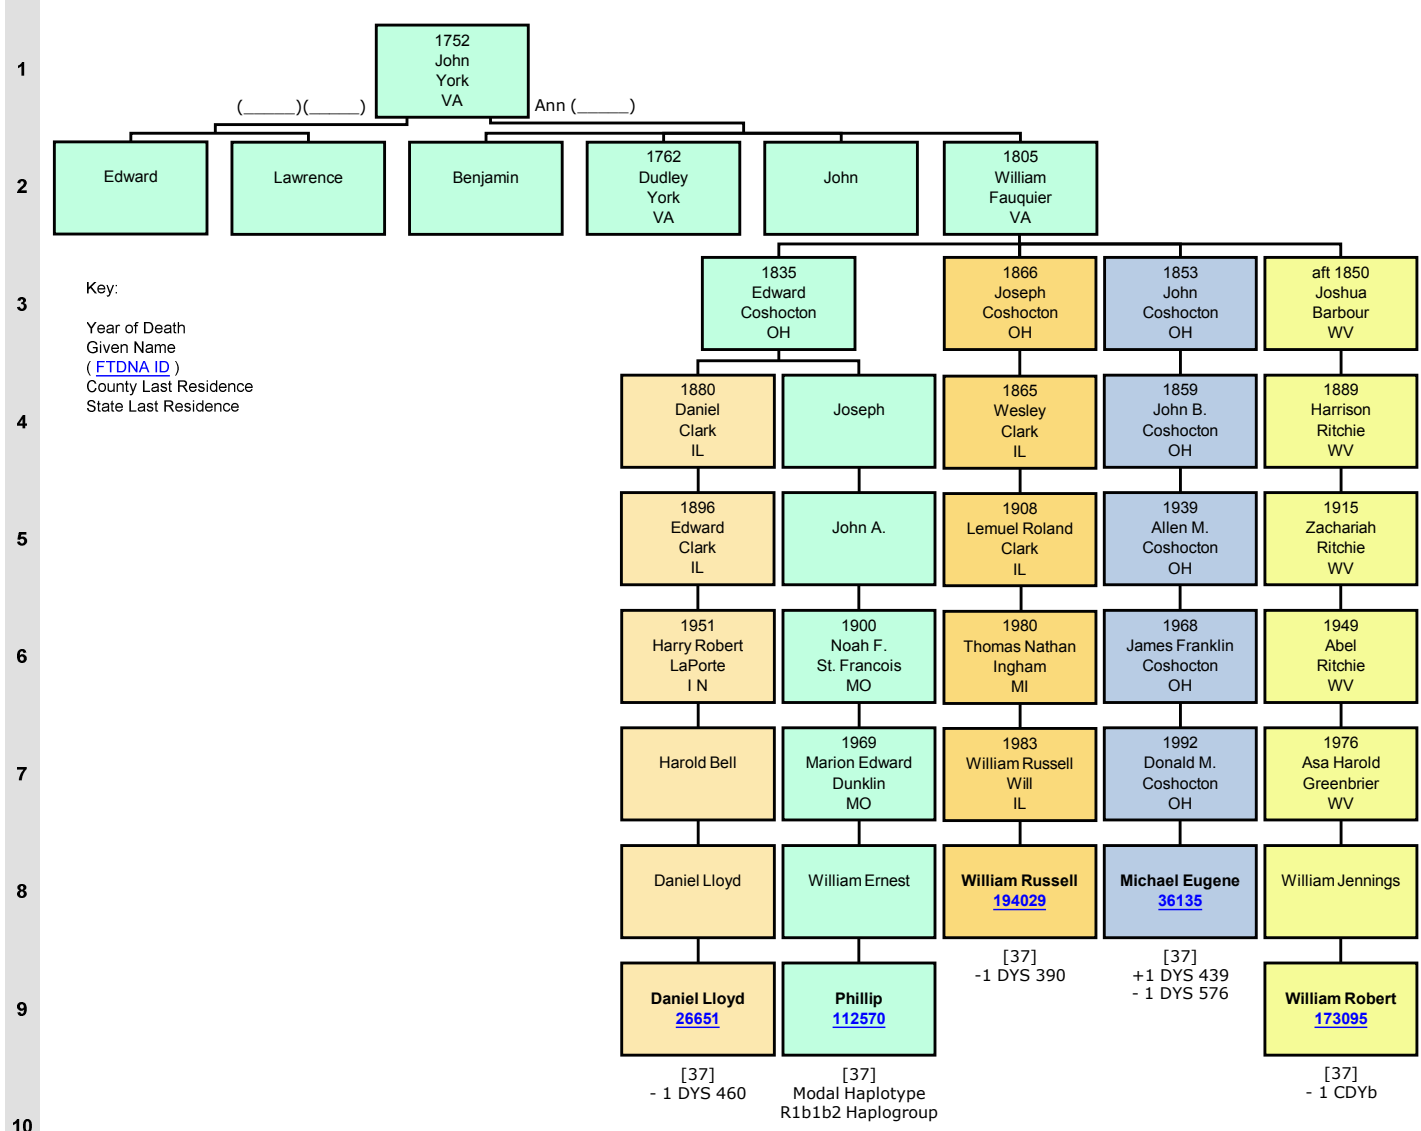 1
1752
John
York
VA
(_____)(_____)
Ann (_____)
2
Edward
Lawrence
Benjamin
1762
Dudley
York
VA
John
1805
William
Fauquier
VA
Key:
Year of Death
Given Name
( FTDNA ID )
County Last Residence
State Last Residence
3
1835
Edward
Coshocton
OH
1866
Joseph
Coshocton
OH
1853
John
Coshocton
OH
aft 1850
Joshua
Barbour
WV
4
1880
Daniel
Clark
IL
Joseph
1865
Wesley
Clark
IL
1859
John B.
Coshocton
OH
1889
Harrison
Ritchie
WV
5
1896
Edward
Clark
IL
John A.
1908
Lemuel Roland
Clark
IL
1939
Allen M.
Coshocton
OH
1915
Zachariah
Ritchie
WV
6
1951
Harry Robert
LaPorte
I N
1900
Noah F.
St. Francois
MO
1980
Thomas Nathan
Ingham
MI
1968
James Franklin
Coshocton
OH
1949
Abel
Ritchie
WV
7
Harold Bell
1969
Marion Edward
Dunklin
MO
1983
William Russell
Will
IL
1992
Donald M.
Coshocton
OH
1976
Asa Harold
Greenbrier
WV
8
Daniel Lloyd
William Ernest
William Russell
194029
[37]
-1 DYS 390
Michael Eugene
36135
[37]
+1 DYS 439
- 1 DYS 576
William Jennings
9
Daniel Lloyd
26651
[37]
- 1 DYS 460
Phillip
112570
[37]
Modal Haplotype
R1b1b2 Haplogroup
William Robert
173095
[37]
- 1 CDYb
10